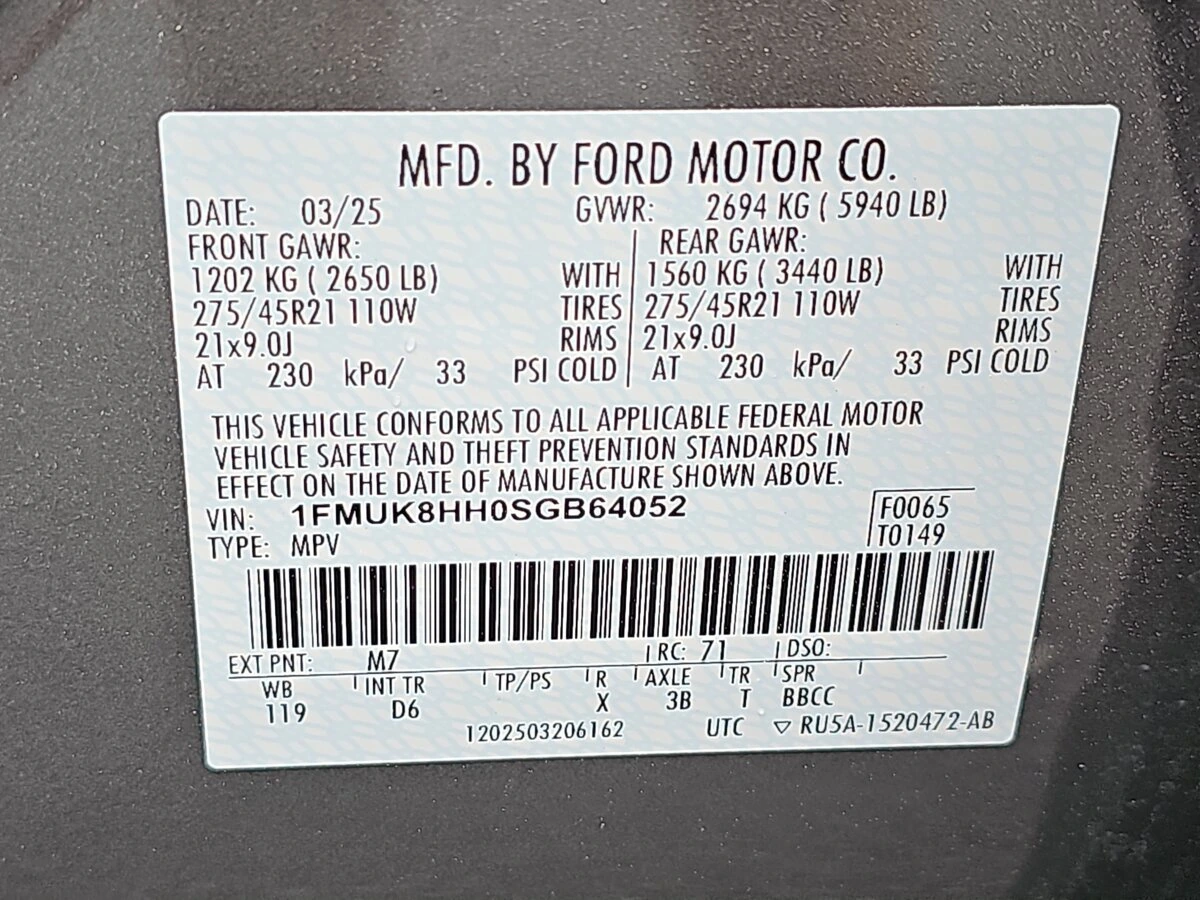 MFD. BY FORD MOTOR CO.
DATE: 03/25 GVWR: 2694 KG ( 5940 LB)
FRONT GAWR: REAR GAWR:
1202 KG ( 2650 LB) WITH 1560 KG ( 3440 LB) WITH
275/45R21 110W TIRES 275/45R21 110W TIRES
21x9.0J RIMS 21x9.0J RIMS
AT 230 kPa/ 33 PSI COLD AT 230 kPa/ 33 PSI COLD
THIS VEHICLE CONFORMS TO ALL APPLICABLE FEDERAL MOTOR
VEHICLE SAFETY AND THEFT PREVENTION STANDARDS IN
EFFECT ON THE DATE OF MANUFACTURE SHOWN ABOVE.
VIN: 1FMUK8HH0SGB64052 F0065
TYPE: MPV T0149
EXT PNT: M7 RC: 71 DSO:
WB INT TR TP/PS R AXLE TR SPR
119 D6 X 3B T BBCC
1202503206162 UTC ▽ RU5A-1520472-AB